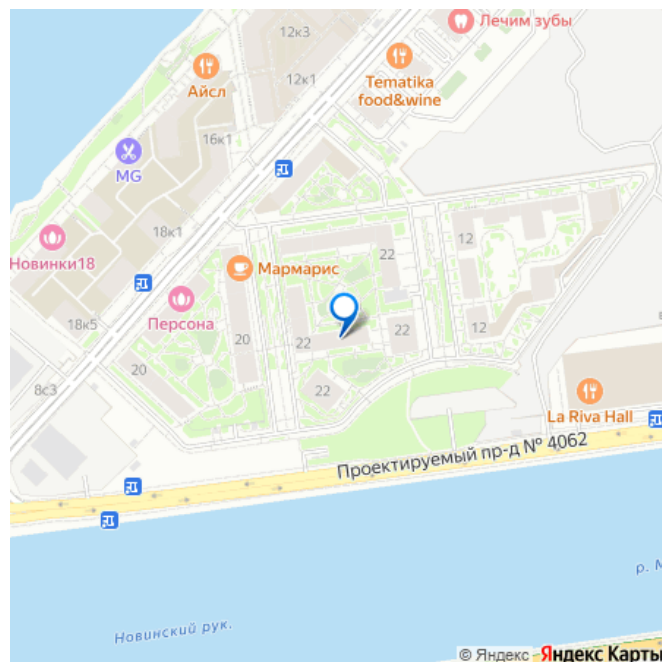 Лечим зубы
12к3
Айсл
12к1
Tematika
food&wine
16к1
MG
18к1
12
Новинки18
22
Мармарис
Персона
18к5
22
12
20
22
20
22
8с3
La Riva Hall
Проектируемый пр-д № 4062
р. М
Новинский рук.
© Яндекс Яндекс Карты